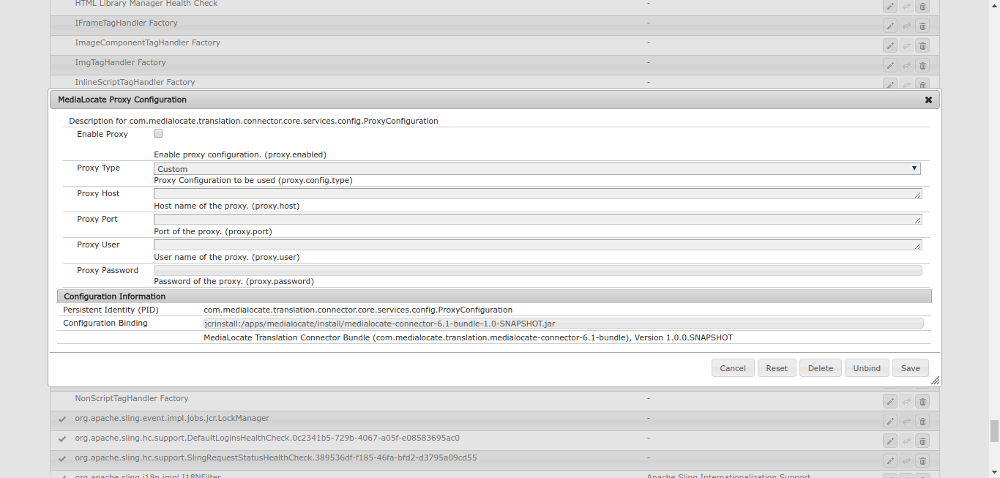 HTML Library Manager Health Check -
IFrameTagHandler Factory -
ImageComponentTagHandler Factory -
ImgTagHandler Factory -
InlineScriptTagHandler Factory -
MediaLocate Proxy Configuration
Description for com.medialocate.translation.connector.core.services.config.ProxyConfiguration
Enable Proxy
Enable proxy configuration. (proxy.enabled)
Proxy Type Custom
Proxy Configuration to be used (proxy.config.type)
Proxy Host
Host name of the proxy. (proxy.host)
Proxy Port
Port of the proxy. (proxy.port)
Proxy User
User name of the proxy. (proxy.user)
Proxy Password
Password of the proxy. (proxy.password)
Configuration Information
Persistent Identity (PID) com.medialocate.translation.connector.core.services.config.ProxyConfiguration
Configuration Binding jcrinstall:/apps/medialocate/install/medialocate-connector-6.1-bundle-1.0-SNAPSHOT.jar
MediaLocate Translation Connector Bundle (com.medialocate.translation.medialocate-connector-6.1-bundle), Version 1.0.0.SNAPSHOT
Cancel Reset Delete Unbind Save
NonScriptTagHandler Factory -
org.apache.sling.event.impl.jobs.jcr.LockManager -
org.apache.sling.hc.support.DefaultLoginsHealthCheck.0c2341b5-729b-4067-a05f-e08583695ac0 -
org.apache.sling.hc.support.SlingRequestStatusHealthCheck.389536df-f185-46fa-bfd2-d3795a09cd55 -
org.apache.sling.i18n.impl.I18NFilter Apache Sling Internationalization Support